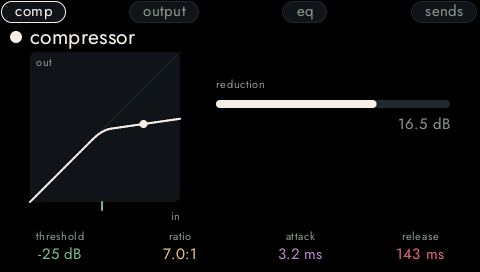 comp output eq sends
compressor
out
reduction
16.5 dB
in
threshold ratio attack release
-25 dB 7.0:1 3.2 ms 143 ms